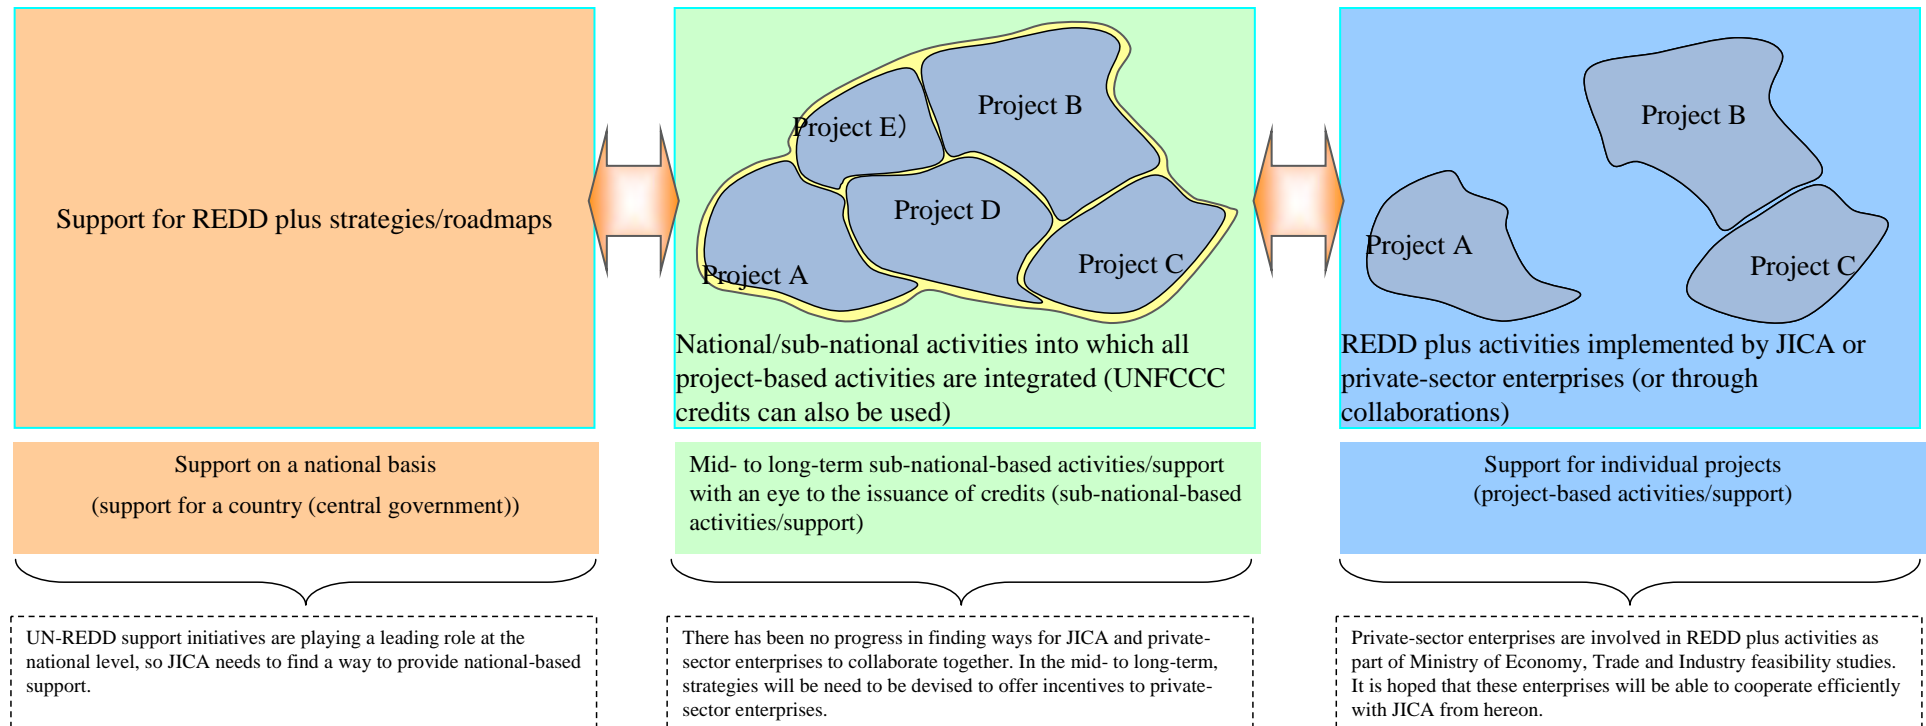 Support for REDD plus strategies/roadmaps
Project E）
Project B
Project D
Project A
Project C
National/sub-national activities into which all
project-based activities are integrated (UNFCCC
credits can also be used)
Project B
Project A
Project C
REDD plus activities implemented by JICA or
private-sector enterprises (or through
collaborations)
Support on a national basis
(support for a country (central government))
Mid- to long-term sub-national-based activities/support
with an eye to the issuance of credits (sub-national-based
activities/support)
Support for individual projects
(project-based activities/support)
UN-REDD support initiatives are playing a leading role at the
national level, so JICA needs to find a way to provide national-based
support.
There has been no progress in finding ways for JICA and private-
sector enterprises to collaborate together. In the mid- to long-term,
strategies will be need to be devised to offer incentives to private-
sector enterprises.
Private-sector enterprises are involved in REDD plus activities as
part of Ministry of Economy, Trade and Industry feasibility studies.
It is hoped that these enterprises will be able to cooperate efficiently
with JICA from hereon.